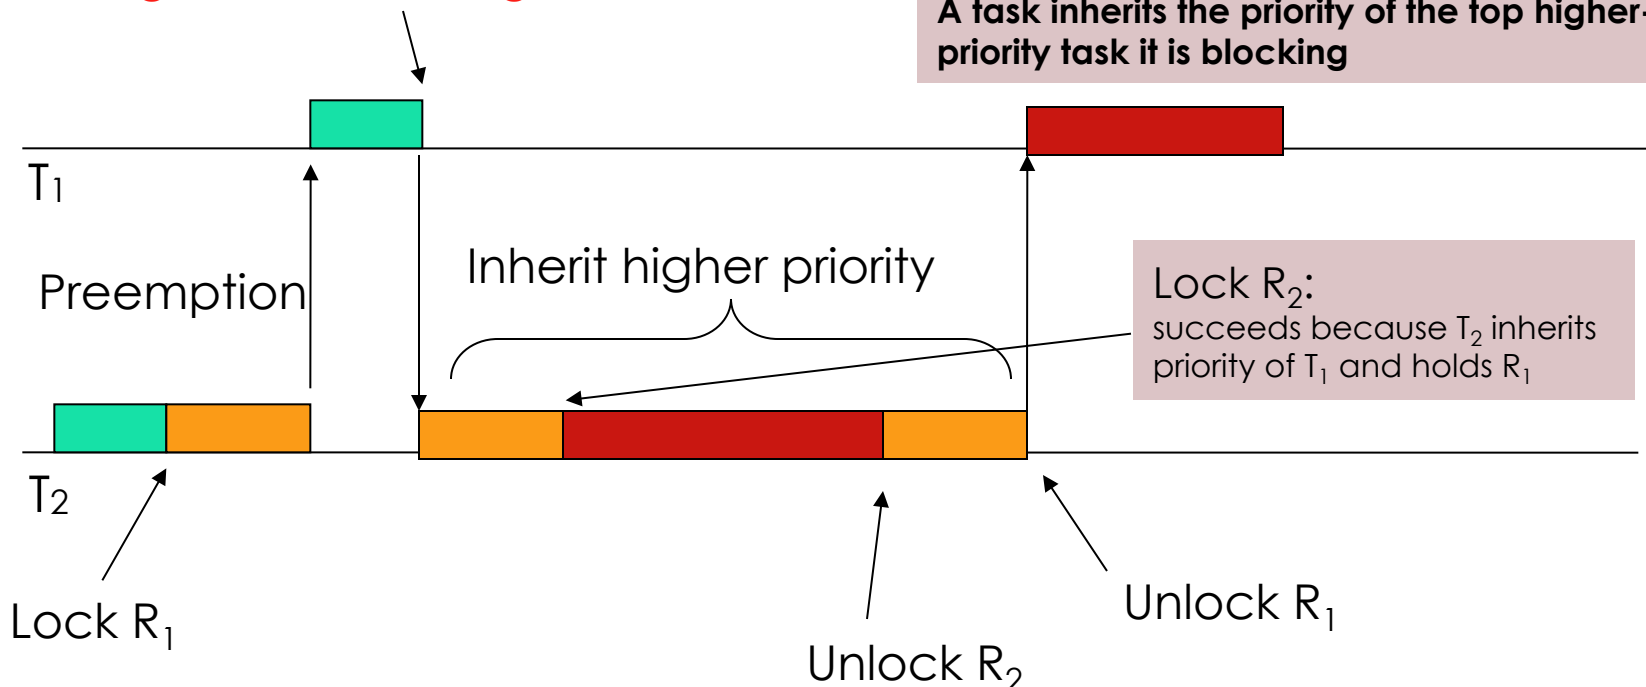 A task inherits the priority of the top higher-
priority task it is blocking
T1
Preemption
Inherit higher priority
Lock R2:
succeeds because T2 inherits
priority of T1 and holds R1
T2
Lock R1
Unlock R1
Unlock R2